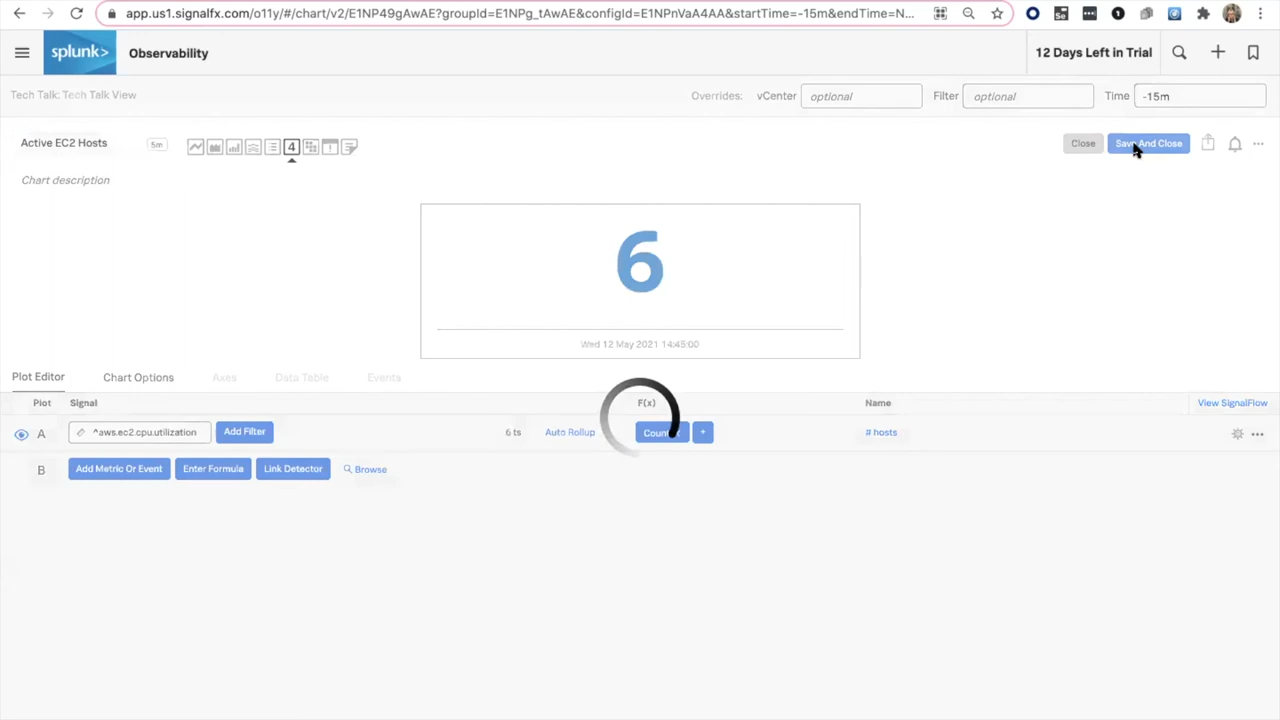 app.us1.signalfx.com/o11y/#/chart/v2/E1NP49gAwAE?groupId=E1NPg_tAwAE&configId=E1NPnVaA4AA&startTime=-15m&endTime=N...
splunk> Observability 12 Days Left in Trial
Tech Talk: Tech Talk View Overrides: vCenter optional Filter optional Time -15m
Active EC2 Hosts 5m 4 Close Save And Close
Chart description
6
Wed 12 May 2021 14:45:00
Plot Editor Chart Options Axes Data Table Events
Plot Signal F(x) Name View SignalFlow
A ^aws.ec2.cpu.utilization Add Filter 6 ts Auto Rollup Count + # hosts
B Add Metric Or Event Enter Formula Link Detector Browse